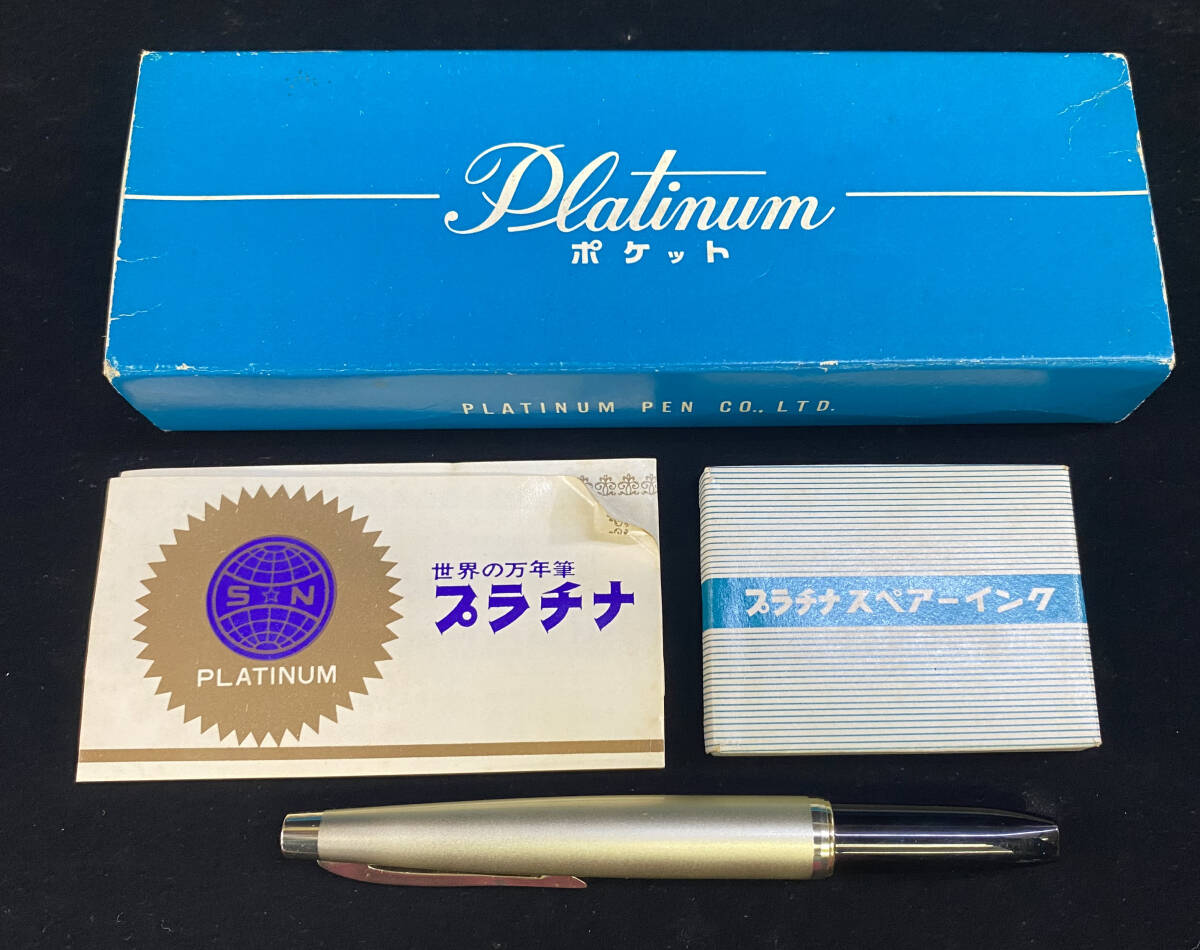 Platinum
ポケット
PLATINUM PEN CO., LTD.
S☆N
PLATINUM
世界の万年筆
プラチナ
プラチナスペアーインク